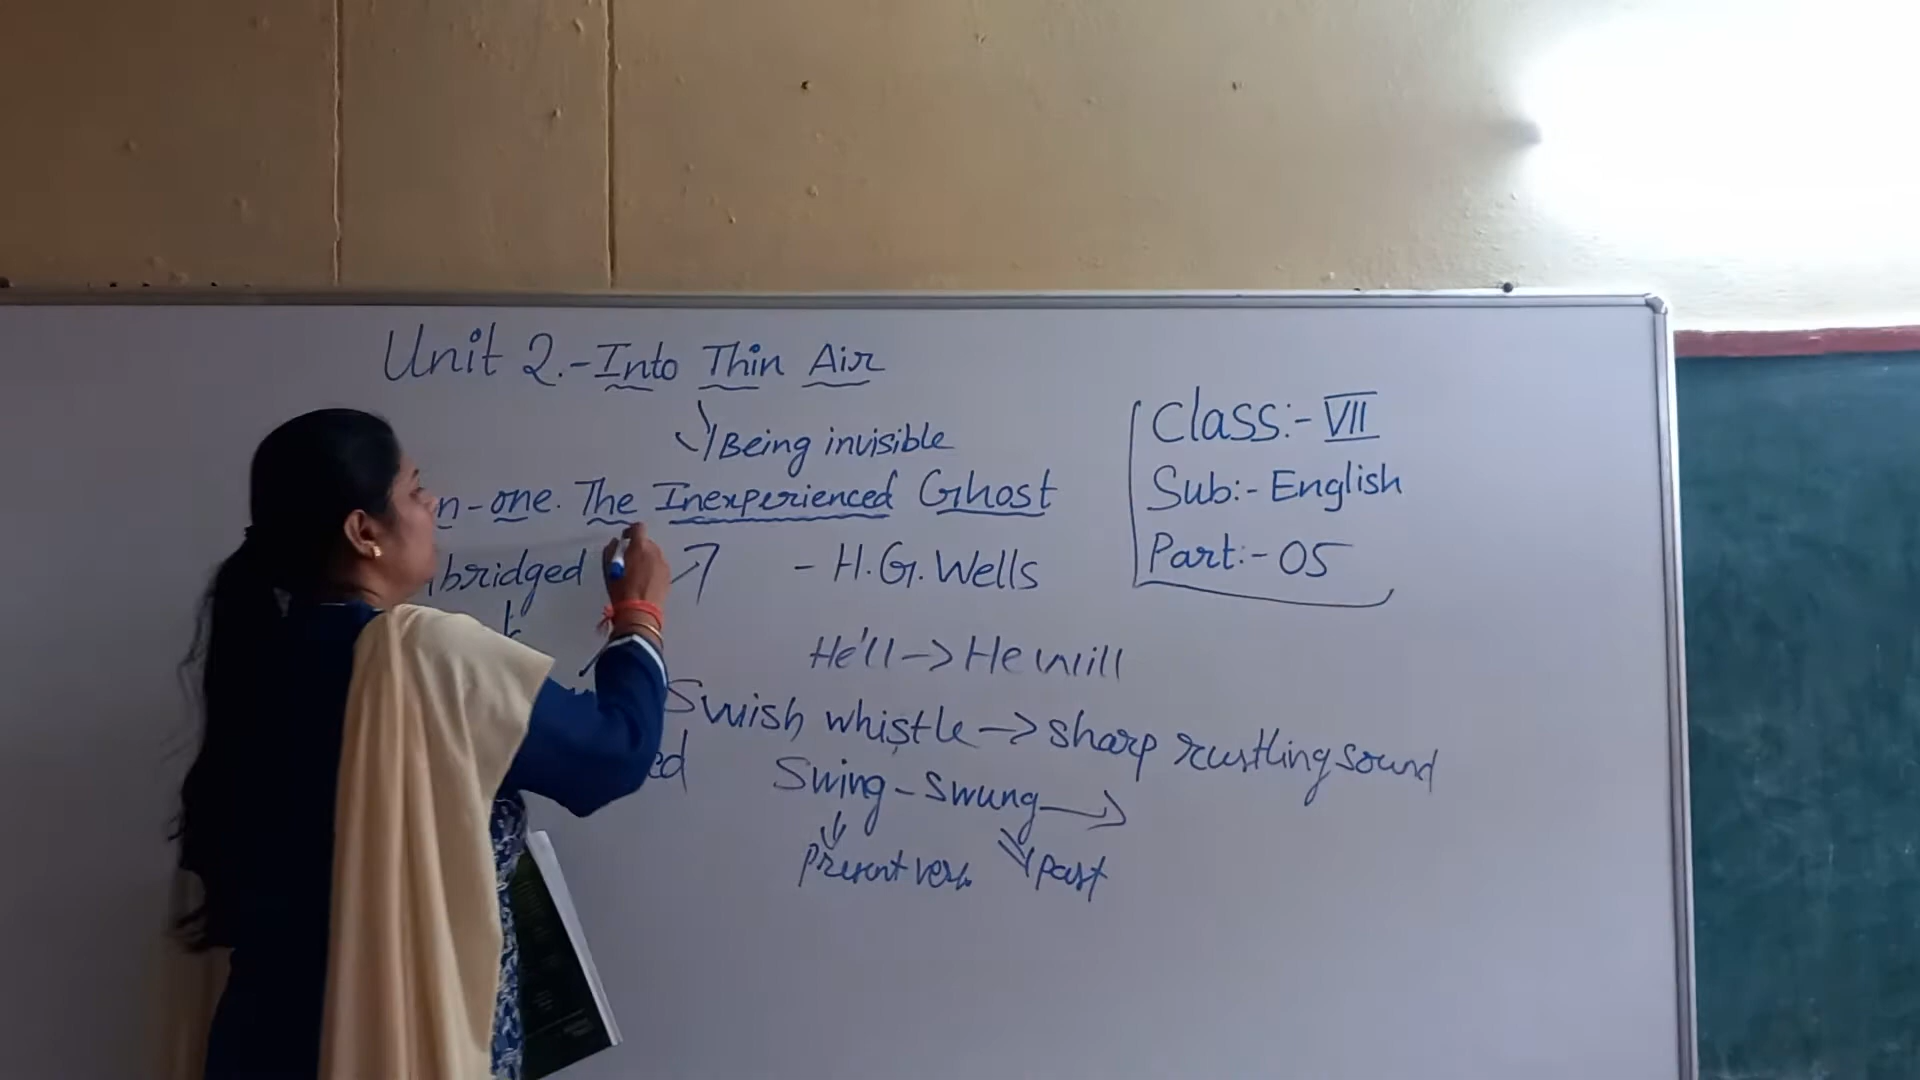 Unit 2.- Into Thin Air
Being invisible
n-one. The Inexperienced Ghost
bridged
- H.G. Wells
Class:- VII
Sub:- English
Part:- 05
He'll -> He will
Swish whistle -> sharp rustling sound
ed
Swing - Swung ->
present verb
past